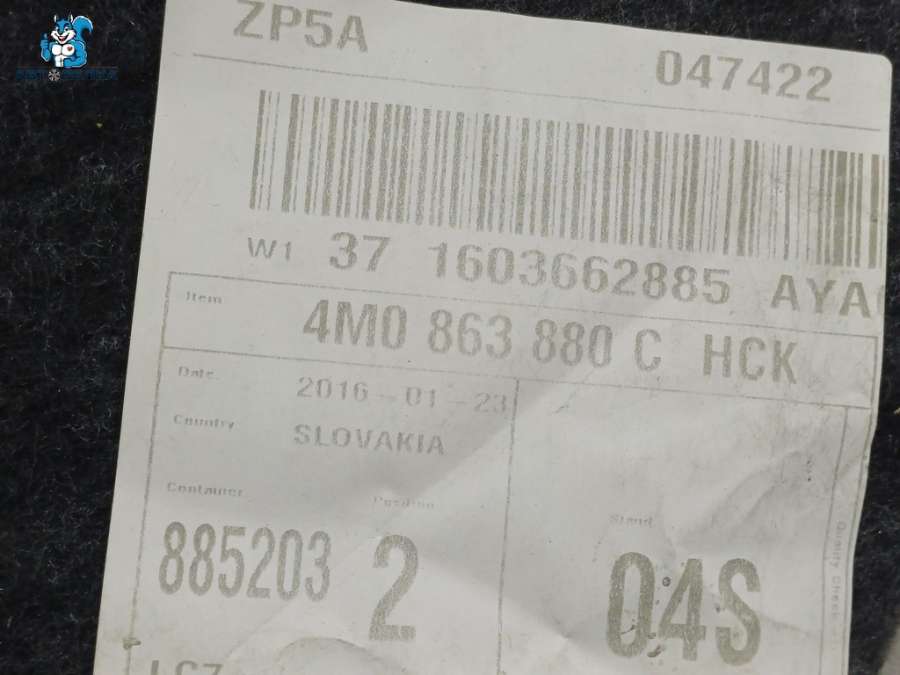 ZP5A
047422
W1 37 1603662885 AYA
Item
4M0 863 880 C HCK
Date
2016-01-23
Country
SLOVAKIA
Container
Position
885203 2
Stand
04S